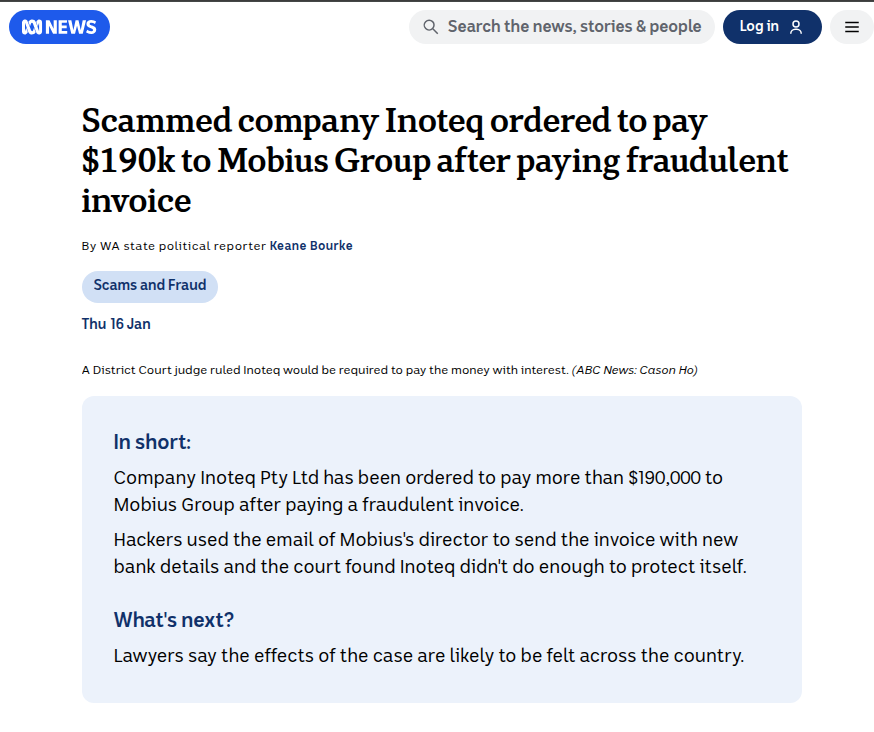 NEWS
Search the news, stories & people
Log in
Scammed company Inoteq ordered to pay
$190k to Mobius Group after paying fraudulent
invoice
By WA state political reporter Keane Bourke
Scams and Fraud
Thu 16 Jan
A District Court judge ruled Inoteq would be required to pay the money with interest. (ABC News: Cason Ho)
In short:
Company Inoteq Pty Ltd has been ordered to pay more than $190,000 to
Mobius Group after paying a fraudulent invoice.
Hackers used the email of Mobius's director to send the invoice with new
bank details and the court found Inoteq didn't do enough to protect itself.
What's next?
Lawyers say the effects of the case are likely to be felt across the country.